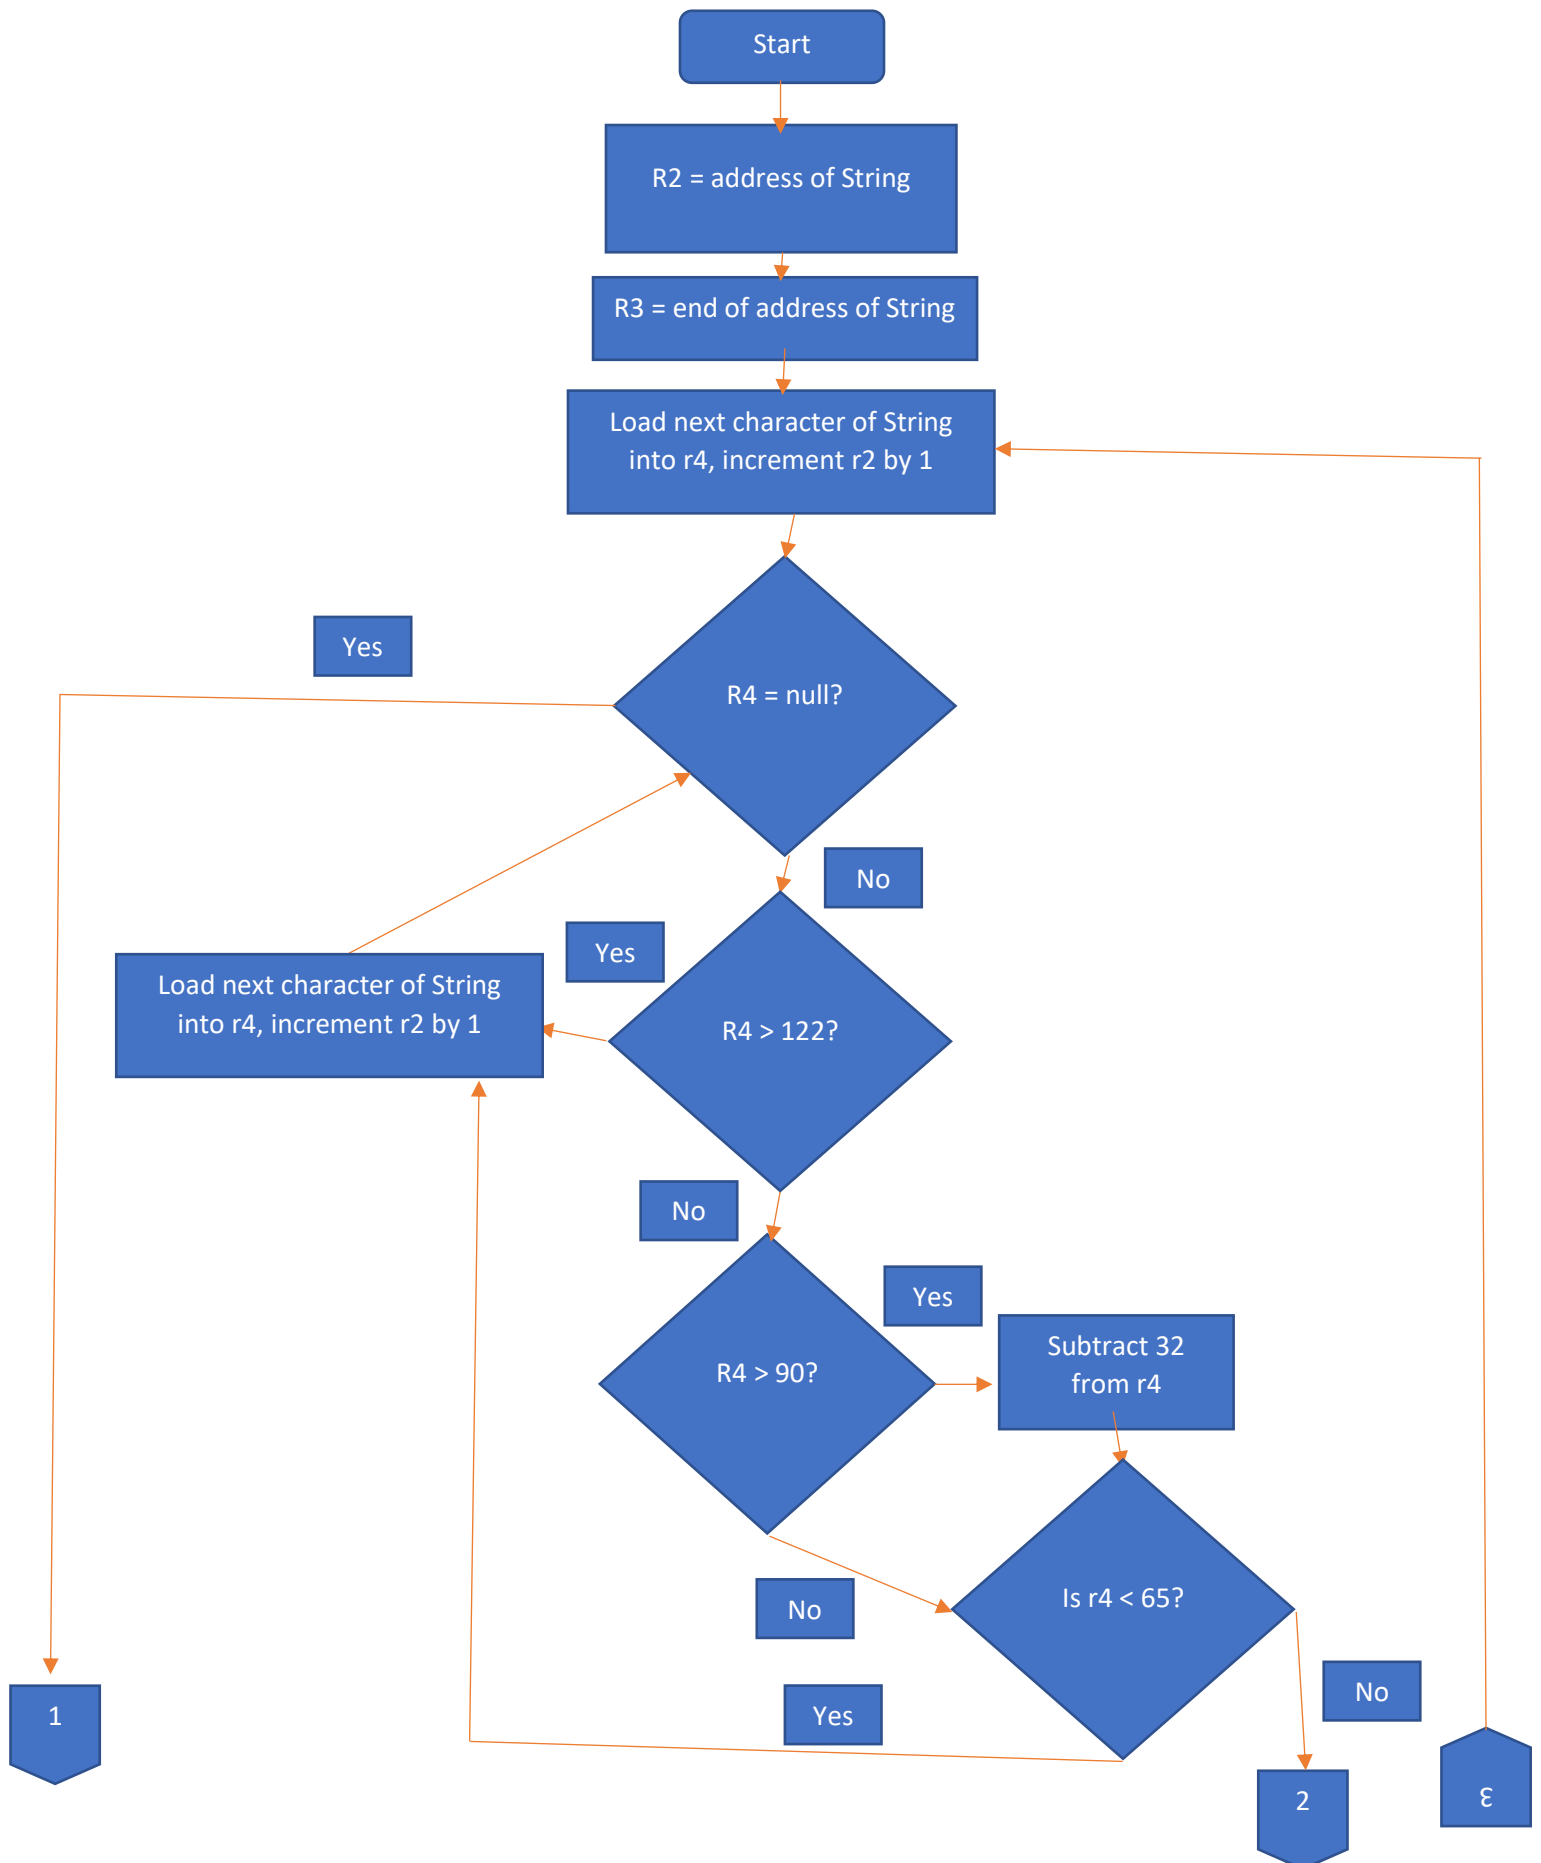 Start
R2 = address of String
R3 = end of address of String
Load next character of String
into r4, increment r2 by 1
Yes
R4 = null?
No
Yes
Load next character of String
into r4, increment r2 by 1
R4 > 122?
No
Yes
R4 > 90?
Subtract 32
from r4
No
Is r4 < 65?
Yes
No
1
2
3